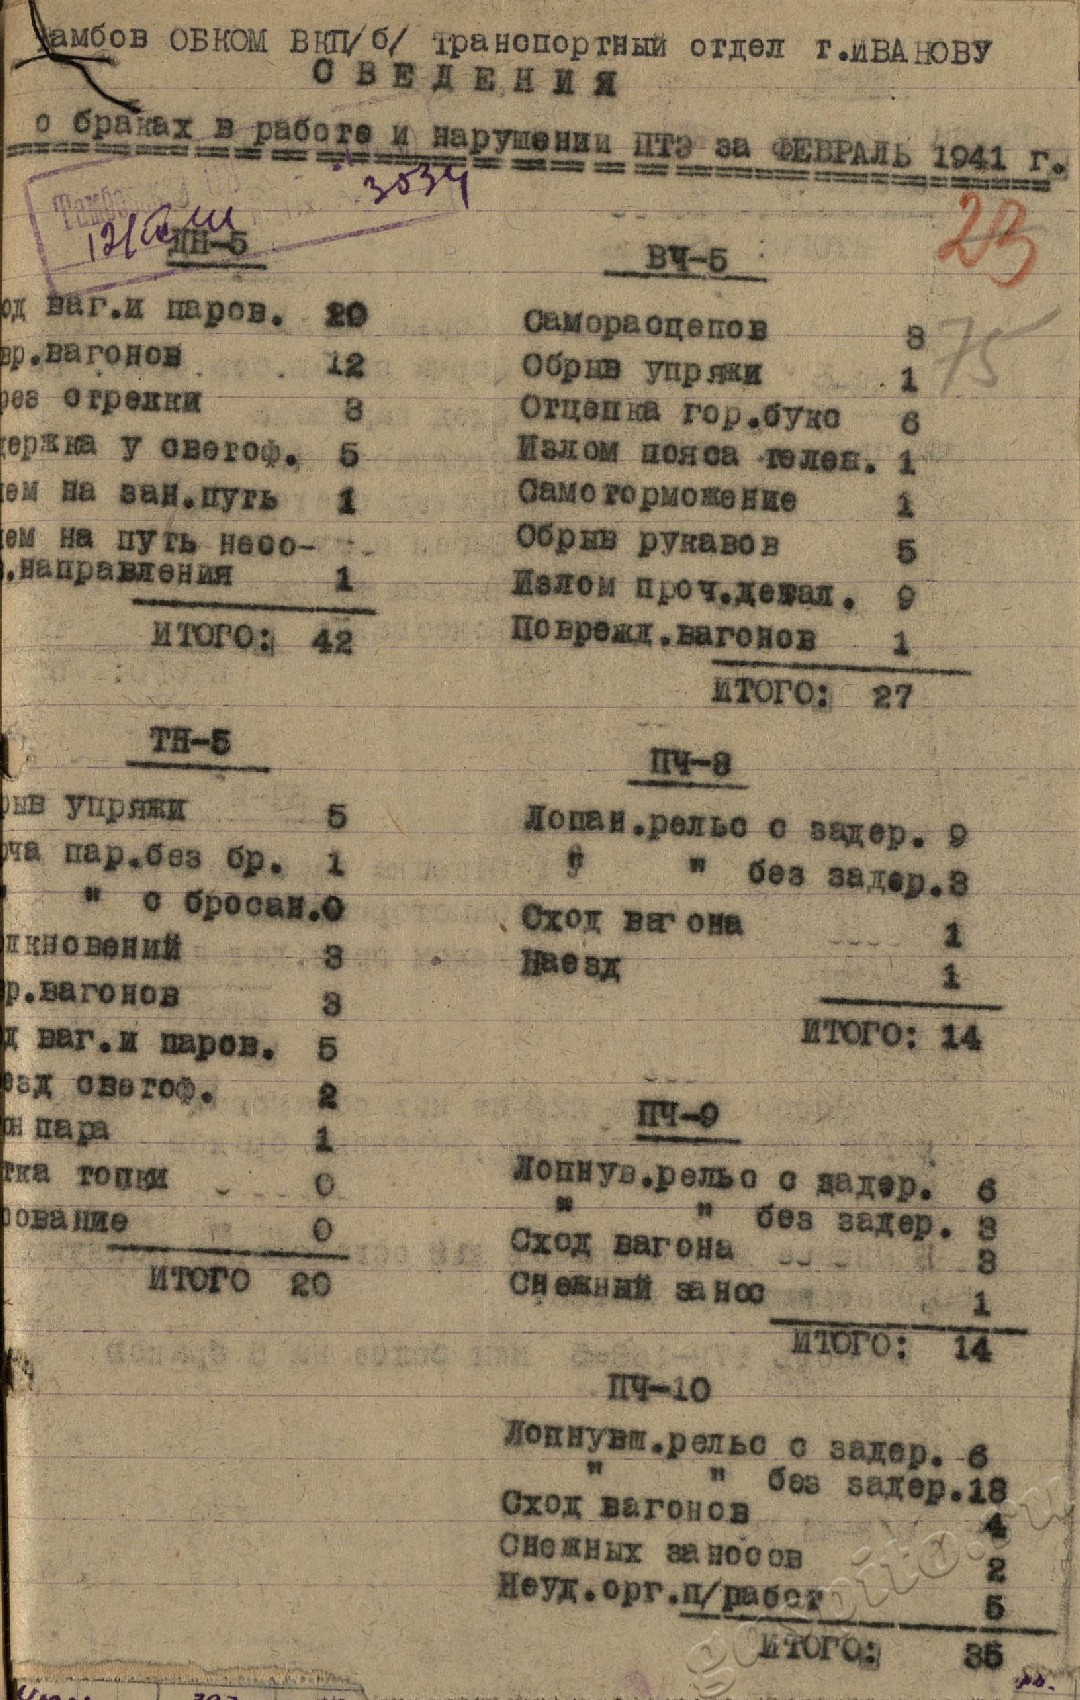 Тамбов ОБКОМ ВКП/б/ транспортный отдел г.ИВАНОВУ
СВЕДЕНИЯ
о браках в работе и нарушении ПТЭ за ФЕВРАЛЬ 1941 г.
3034
23
75
ДН-5
од ваг.и паров. 20
вр.вагонов 12
рез стрелки 3
держка у светоф. 5
ем на зан.путь 1
ем на путь несо-
.направления 1
ИТОГО: 42
ТН-5
рыв упряжи 5
ча пар.без бр. 1
" с бросан.0
лкновений 3
р.вагонов 3
д ваг.и паров. 5
езд светоф. 2
он пара 1
тка топки 0
рование 0
ИТОГО 20
ВЧ-5
Саморасцепов 3
Обрыв упряжи 1
Отцепка гор.букс 6
Излом пояса тележ. 1
Самоторможение 1
Обрыв рукавов 5
Излом проч.детал. 9
Поврежд.вагонов 1
ИТОГО: 27
ПЧ-8
Лопан.рельс с задер. 9
" " без задер.3
Сход вагона 1
Наезд 1
ИТОГО: 14
ПЧ-9
Лопнув.рельс с дадер. 6
" " без задер. 3
Сход вагона 3
Снежный занос 1
ИТОГО: 14
ПЧ-10
Лопнувш.рельс с задер. 6
" " без задер.18
Сход вагонов 4
Снежных заносов 2
Неуд.орг.п/работ 5
ИТОГО: 35